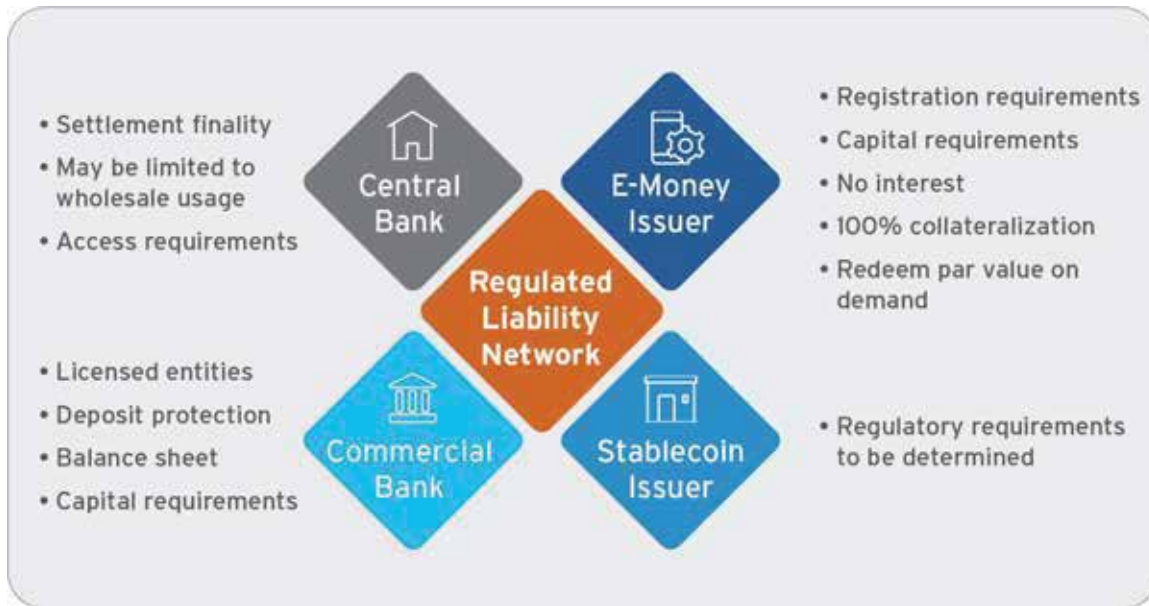 • Settlement finality
• May be limited to
wholesale usage
• Access requirements
Central
Bank
E-Money
Issuer
• Registration requirements
• Capital requirements
• No interest
• 100% collateralization
• Redeem par value on
demand
Regulated
Liability
Network
• Licensed entities
• Deposit protection
• Balance sheet
• Capital requirements
Commercial
Bank
Stablecoin
Issuer
• Regulatory requirements
to be determined